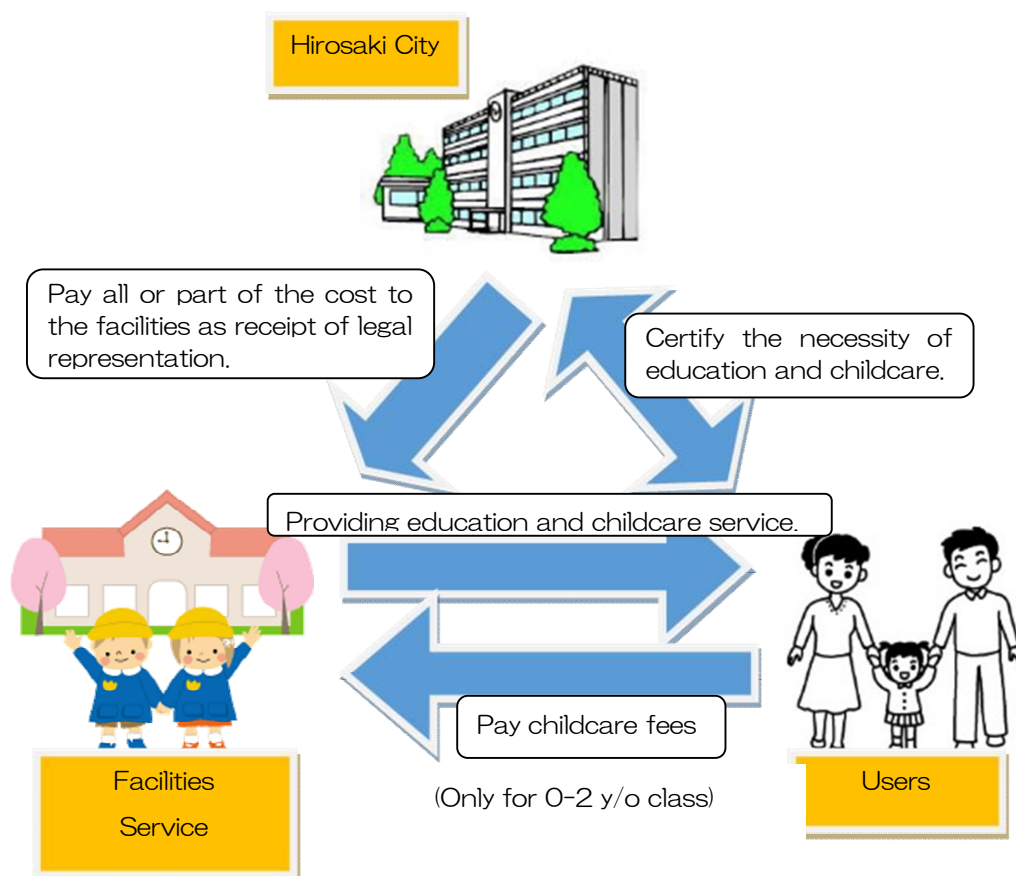 Hirosaki City
Pay all or part of the cost to
the facilities as receipt of legal
representation.
Certify the necessity of
education and childcare.
Providing education and childcare service.
Pay childcare fees
(Only for 0-2 y/o class)
Facilities
Service
Users